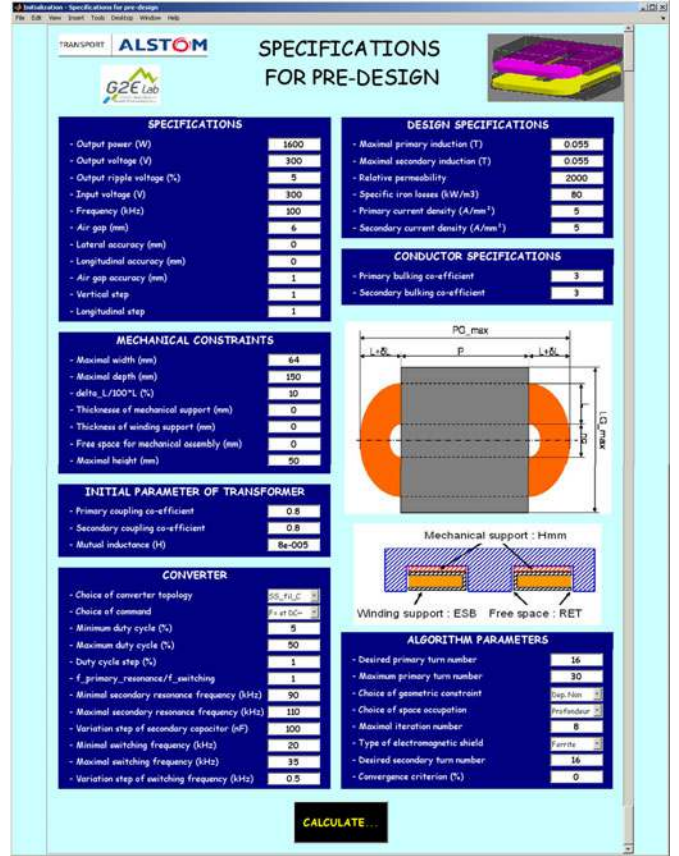 Initialization - Specifications for pre-design
File Edit View Insert Tools Desktop Window Help
TRANSPORT ALSTOM
G2E Lab
SPECIFICATIONS
FOR PRE-DESIGN
SPECIFICATIONS
- Output power (W) 1600
- Output voltage (V) 300
- Output ripple voltage (%) 5
- Input voltage (V) 300
- Frequency (kHz) 100
- Air gap (mm) 6
- Lateral accuracy (mm) 0
- Longitudinal accuracy (mm) 0
- Air gap accuracy (mm) 1
- Vertical step 1
- Longitudinal step 1
MECHANICAL CONSTRAINTS
- Maximal width (mm) 64
- Maximal depth (mm) 150
- delta_L/100*L (%) 10
- Thicknesse of mechanical support (mm) 0
- Thickness of winding support (mm) 0
- Free space for mechanical assembly (mm) 0
- Maximal height (mm) 50
INITIAL PARAMETER OF TRANSFORMER
- Primary coupling co-efficient 0.8
- Secondary coupling co-efficient 0.8
- Mutual inductance (H) 8e-005
CONVERTER
- Choice of converter topology SS_fil_C
- Choice of command
- Minimum duty cycle (%) 5
- Maximum duty cycle (%) 50
- Duty cycle step (%) 1
- f_primary_resonance/f_switching 1
- Minimal secondary resonance frequency (kHz) 90
- Maximal secondary resonance frequency (kHz) 110
- Variation step of secondary capacitor (nF) 100
- Minimal switching frequency (kHz) 20
- Maximal switching frequency (kHz) 35
- Variation step of switching frequency (kHz) 0.5
DESIGN SPECIFICATIONS
- Maximal primary induction (T) 0.055
- Maximal secondary induction (T) 0.055
- Relative permeability 2000
- Specific iron losses (kW/m3) 80
- Primary current density (A/mm²) 5
- Secondary current density (A/mm²) 5
CONDUCTOR SPECIFICATIONS
- Primary bulking co-efficient 3
- Secondary bulking co-efficient 3
PG_max
L+δL P L+δL
L
LG_max
Mechanical support : Hmm
Winding support : ESB Free space : RET
ALGORITHM PARAMETERS
- Desired primary turn number 16
- Maximum primary turn number 30
- Choice of geometric constraint Dep. Non
- Choice of space occupation Profondeur
- Maximal iteration number 8
- Type of electromagnetic shield Ferrite
- Desired secondary turn number 16
- Convergence criterion (%) 0
CALCULATE...